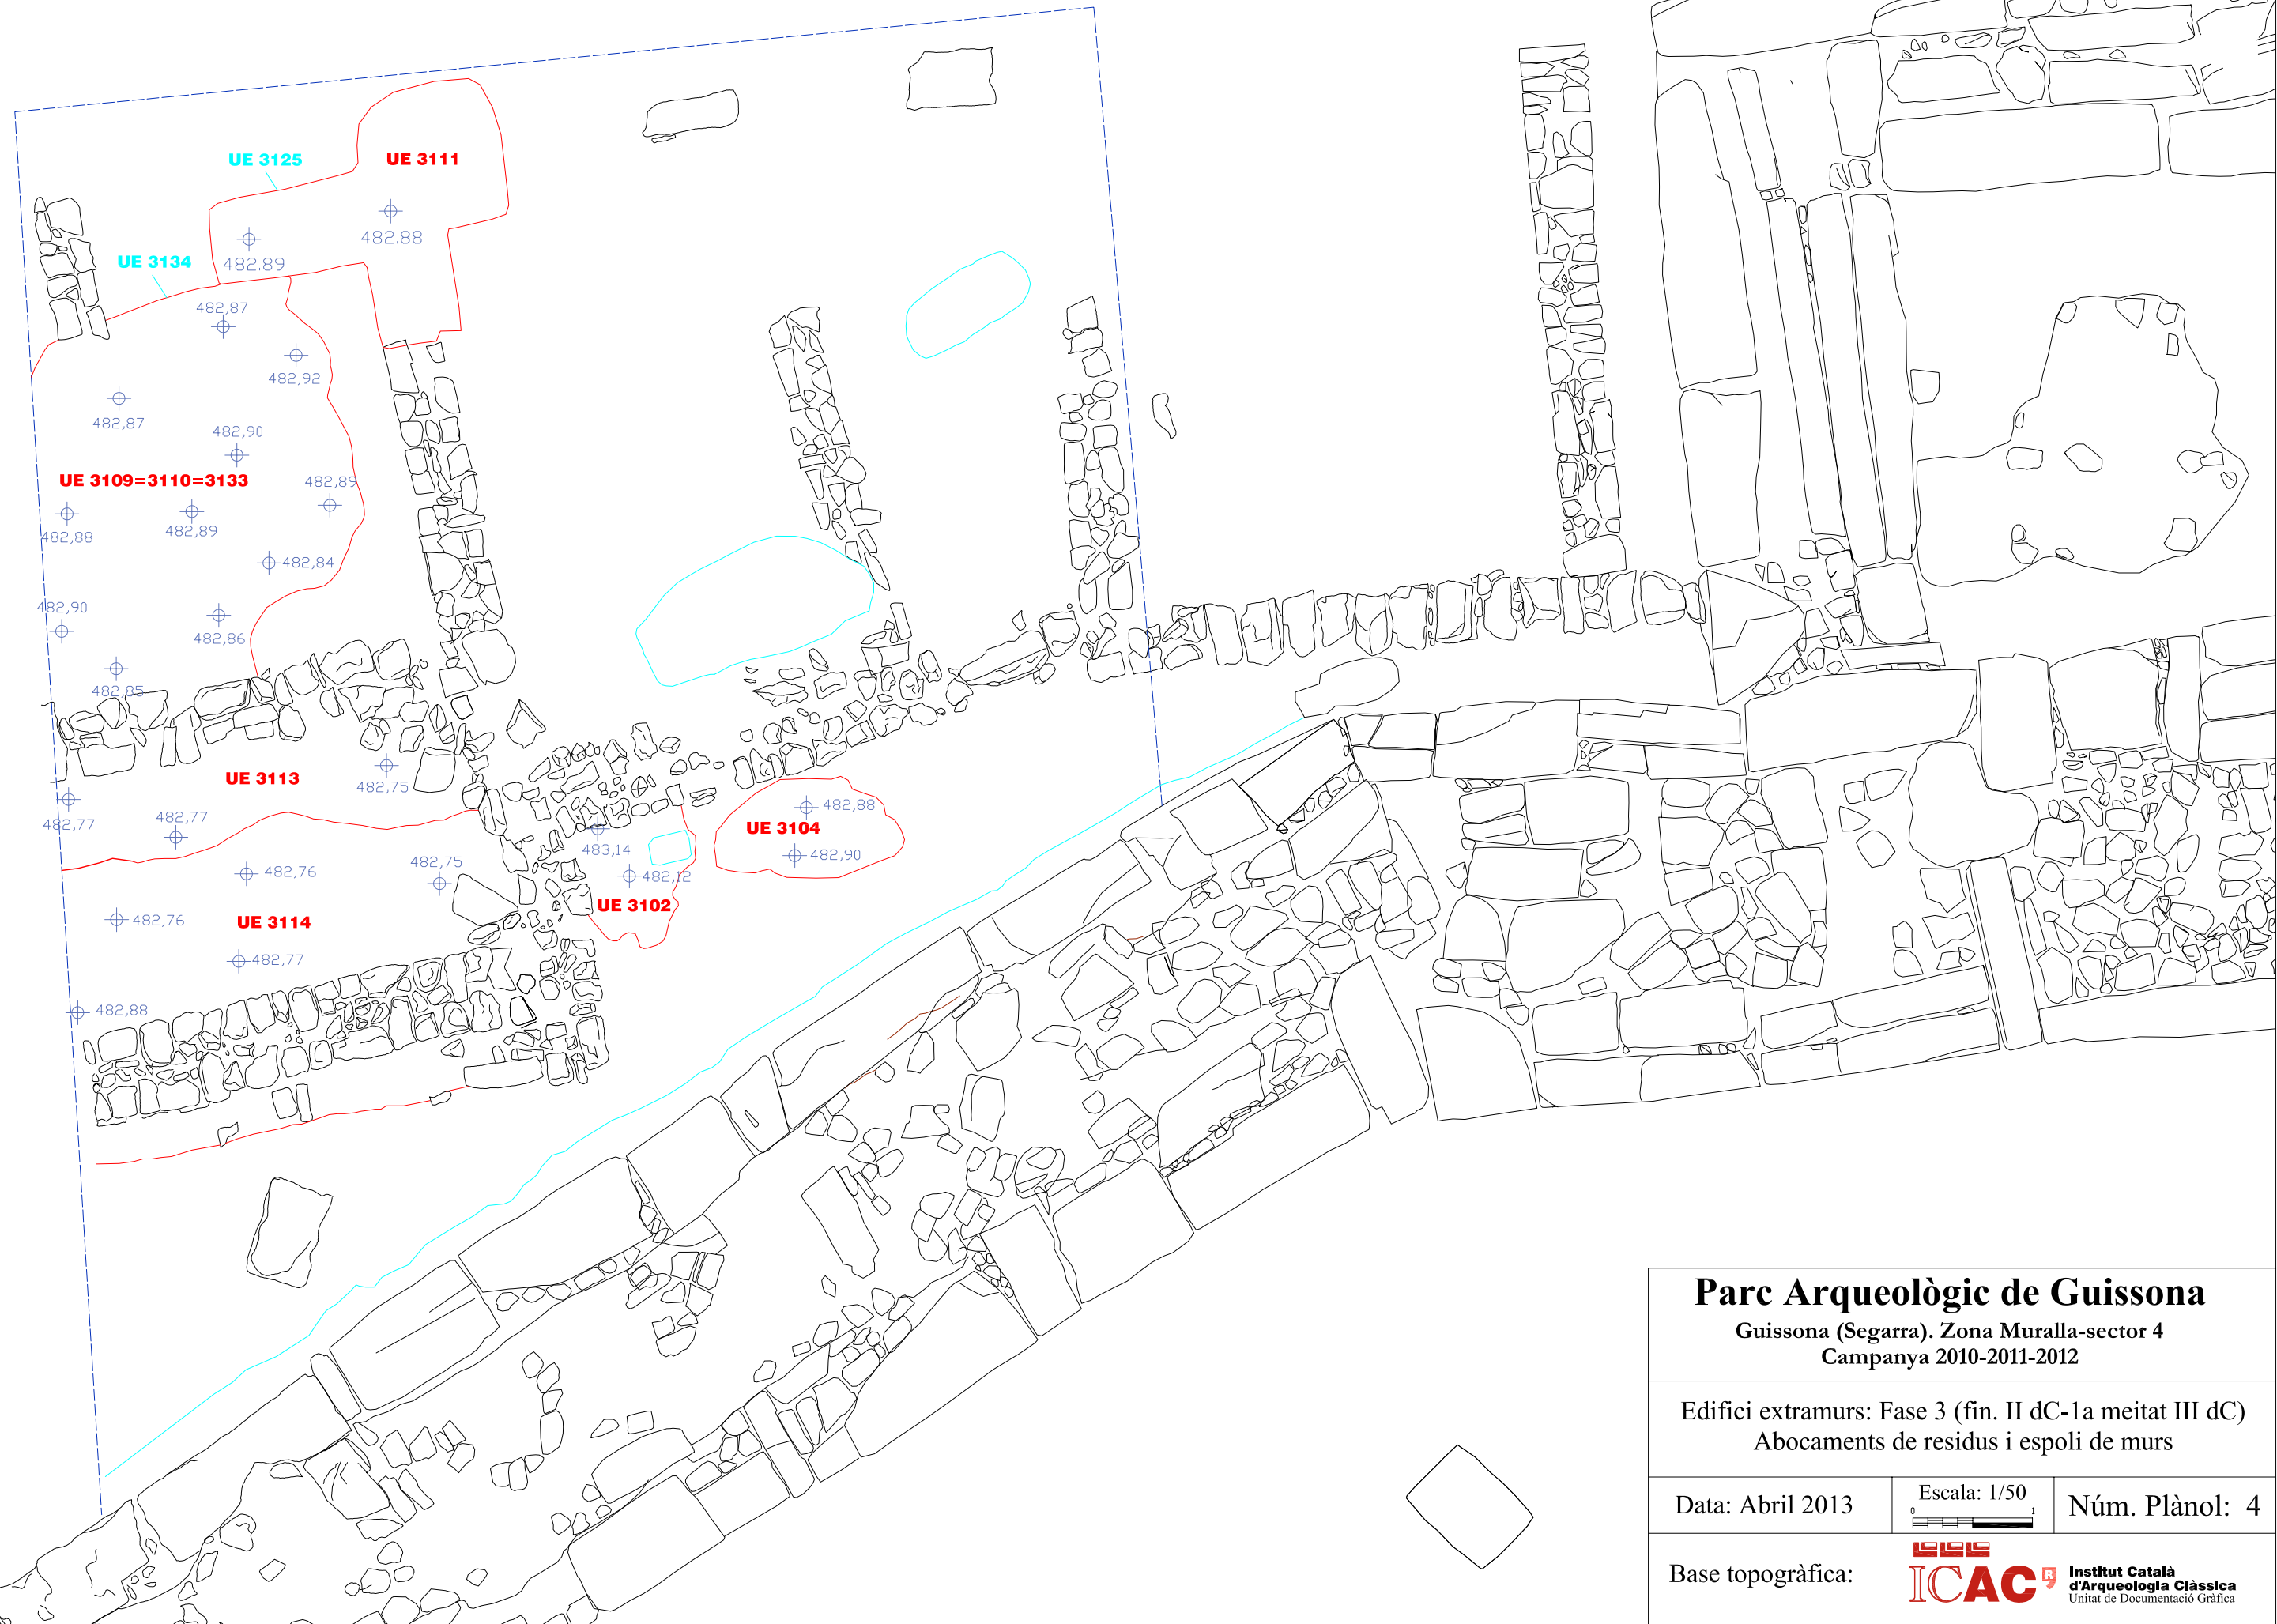 UE 3125
UE 3111
482.88
482.89
UE 3134
482,87
482,92
482,87
482,90
UE 3109=3110=3133
482,89
482,88
482,89
482,84
482,90
482,86
482,85
UE 3113
482,75
482,77
482,77
482,88
UE 3104
483,14
482,90
482,76
482,75
482,12
UE 3102
482,76
UE 3114
482,77
482,88
Parc Arqueològic de Guissona
Guissona (Segarra). Zona Muralla-sector 4
Campanya 2010-2011-2012
Edifici extramurs: Fase 3 (fin. II dC-1a meitat III dC)
Abocaments de residus i espoli de murs
Data: Abril 2013
Escala: 1/50
0 1
Núm. Plànol: 4
Base topogràfica:
ICAC
Institut Català
d'Arqueologia Clàssica
Unitat de Documentació Gràfica